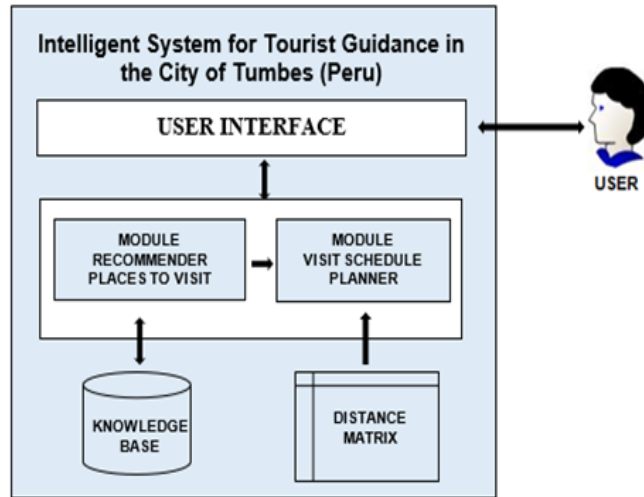 Intelligent System for Tourist Guidance in
the City of Tumbes (Peru)
USER INTERFACE
USER
MODULE
RECOMMENDER
PLACES TO VISIT
MODULE
VISIT SCHEDULE
PLANNER
KNOWLEDGE
BASE
DISTANCE
MATRIX